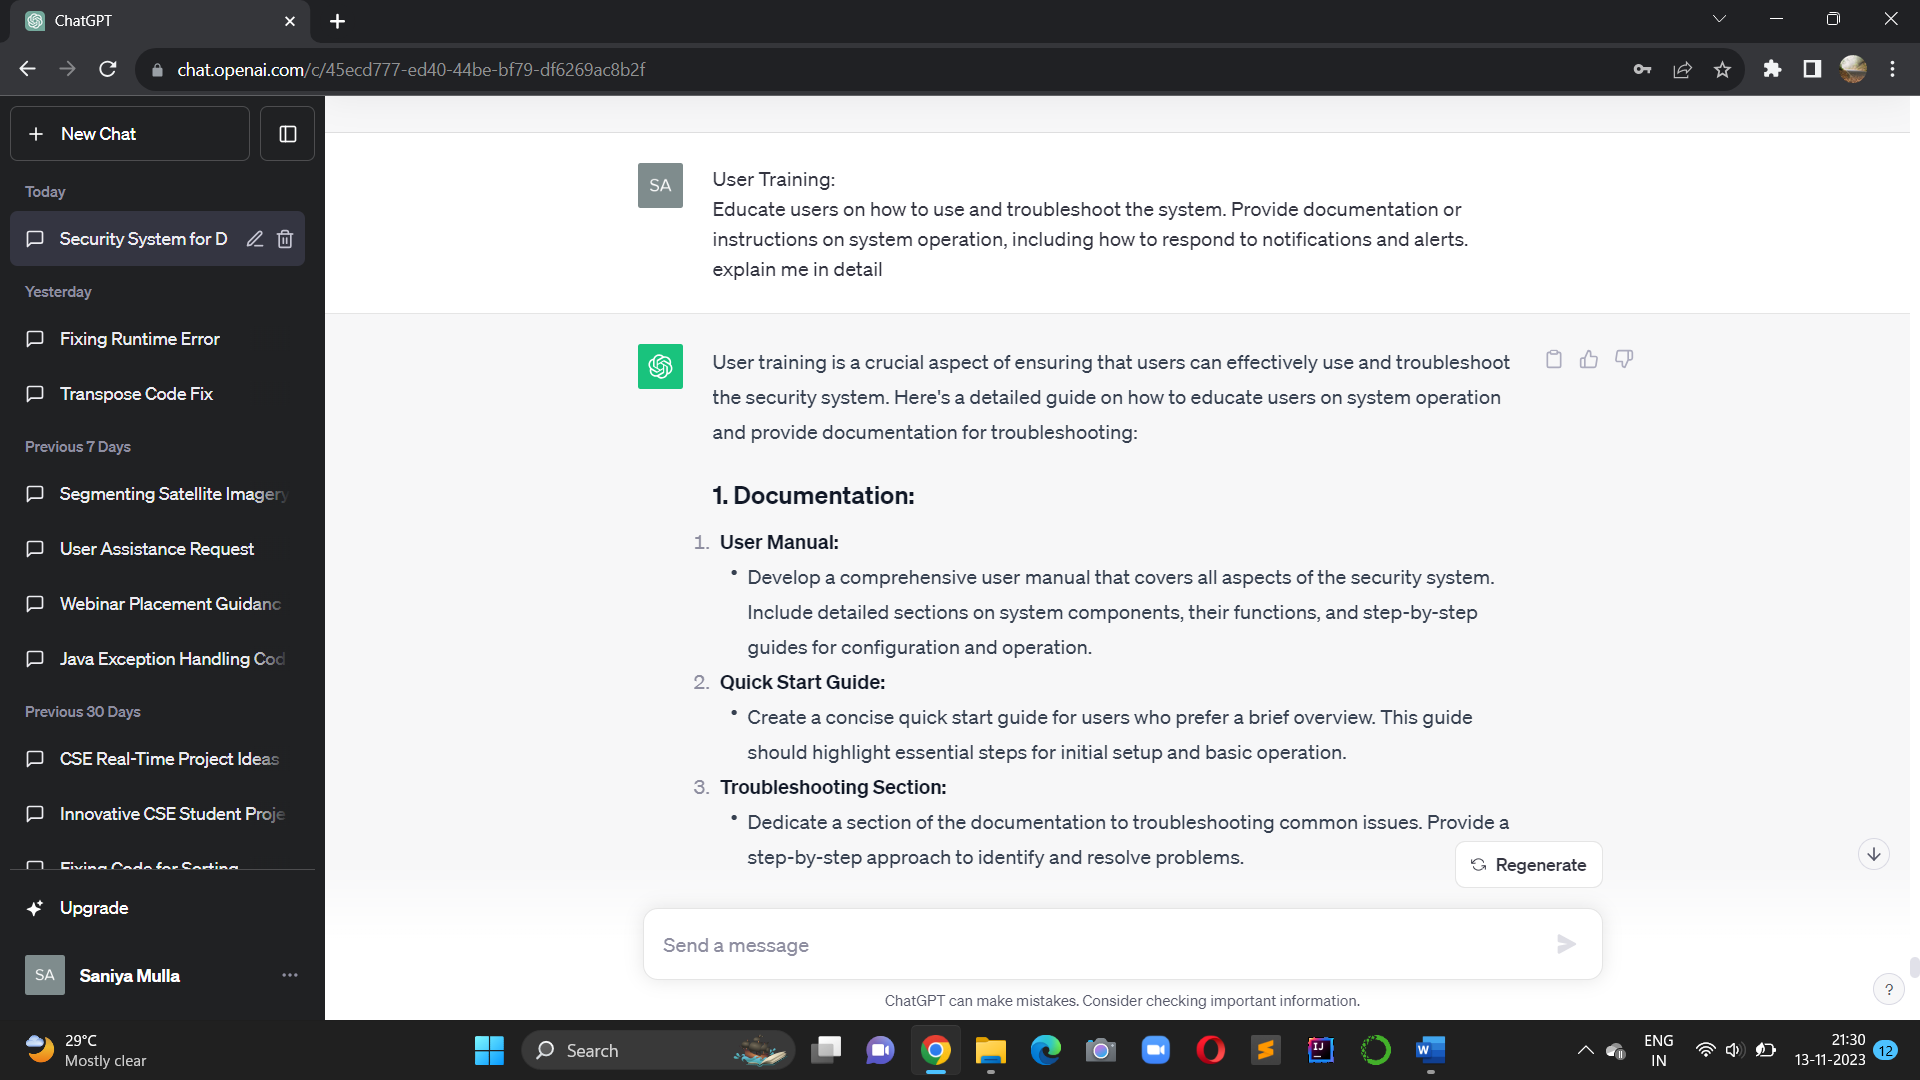 ChatGPT
chat.openai.com/c/45ecd777-ed40-44be-bf79-df6269ac8b2f
New Chat
Today
Security System for D
Yesterday
Fixing Runtime Error
Transpose Code Fix
Previous 7 Days
Segmenting Satellite Imagery
User Assistance Request
Webinar Placement Guidanc
Java Exception Handling Cod
Previous 30 Days
CSE Real-Time Project Ideas
Innovative CSE Student Proje
Fixing Code for Sorting
Upgrade
SA
Saniya Mulla
SA
User Training:
Educate users on how to use and troubleshoot the system. Provide documentation or
instructions on system operation, including how to respond to notifications and alerts.
explain me in detail
User training is a crucial aspect of ensuring that users can effectively use and troubleshoot
the security system. Here's a detailed guide on how to educate users on system operation
and provide documentation for troubleshooting:
1. Documentation:
1. User Manual:
• Develop a comprehensive user manual that covers all aspects of the security system.
Include detailed sections on system components, their functions, and step-by-step
guides for configuration and operation.
2. Quick Start Guide:
• Create a concise quick start guide for users who prefer a brief overview. This guide
should highlight essential steps for initial setup and basic operation.
3. Troubleshooting Section:
• Dedicate a section of the documentation to troubleshooting common issues. Provide a
step-by-step approach to identify and resolve problems.
Regenerate
Send a message
ChatGPT can make mistakes. Consider checking important information.
?
29°C
Mostly clear
Search
IJ
W
ENG
IN
21:30
13-11-2023
12